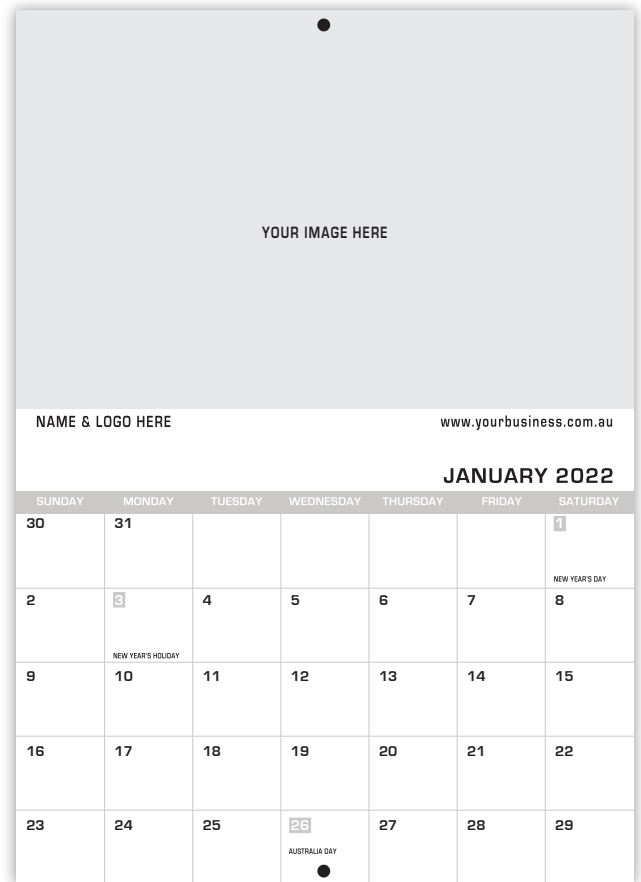 YOUR IMAGE HERE
NAME & LOGO HERE www.yourbusiness.com.au
JANUARY 2022
SUNDAY MONDAY TUESDAY WEDNESDAY THURSDAY FRIDAY SATURDAY
30 31 1
NEW YEAR'S DAY
2 3 4 5 6 7 8
NEW YEAR'S HOLIDAY
9 10 11 12 13 14 15
16 17 18 19 20 21 22
23 24 25 26 27 28 29
AUSTRALIA DAY